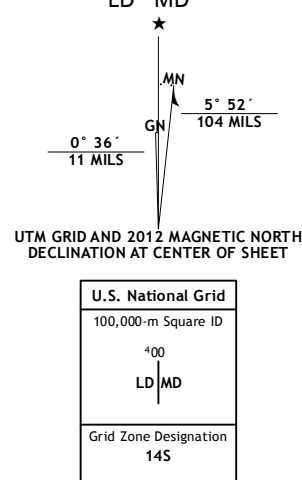 LD MD
★
MN
GN
5° 52´
104 MILS
0° 36´
11 MILS
UTM GRID AND 2012 MAGNETIC NORTH
DECLINATION AT CENTER OF SHEET
U.S. National Grid
100,000-m Square ID
⁴00
LD MD
Grid Zone Designation
14S